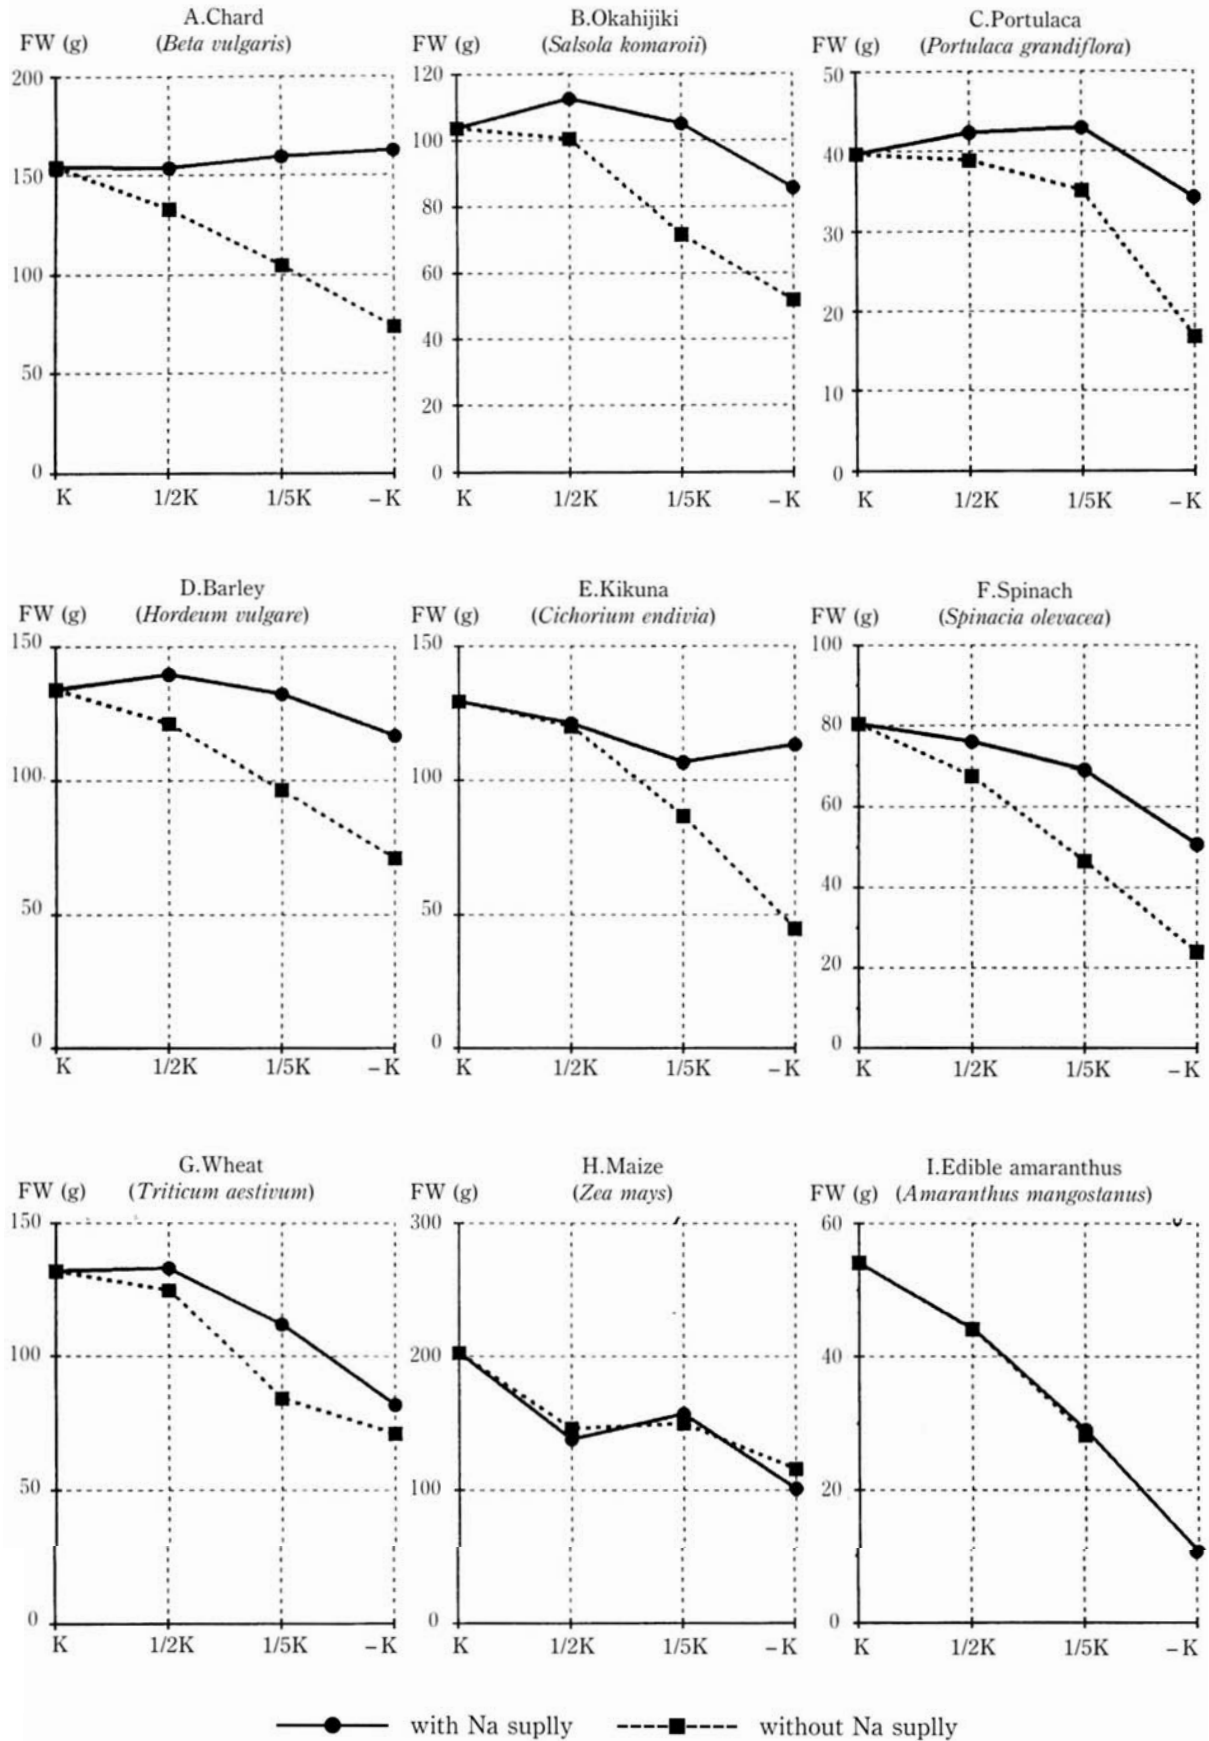 A.Chard
FW (g) (Beta vulgaris)
200
150
100
50
0
K 1/2K 1/5K –K
B.Okahijiki
FW (g) (Salsola komaroii)
120
100
80
60
40
20
0
K 1/2K 1/5K –K
C.Portulaca
FW (g) (Portulaca grandiflora)
50
40
30
20
10
0
K 1/2K 1/5K –K
D.Barley
FW (g) (Hordeum vulgare)
150
100
50
0
K 1/2K 1/5K –K
E.Kikuna
FW (g) (Cichorium endivia)
150
100
50
0
K 1/2K 1/5K –K
F.Spinach
FW (g) (Spinacia olevacea)
100
80
60
40
20
0
K 1/2K 1/5K –K
G.Wheat
FW (g) (Triticum aestivum)
150
100
50
0
K 1/2K 1/5K –K
H.Maize
FW (g) (Zea mays)
300
200
100
0
K 1/2K 1/5K –K
I.Edible amaranthus
FW (g) (Amaranthus mangostanus)
60
40
20
0
K 1/2K 1/5K –K
with Na suplly without Na suplly